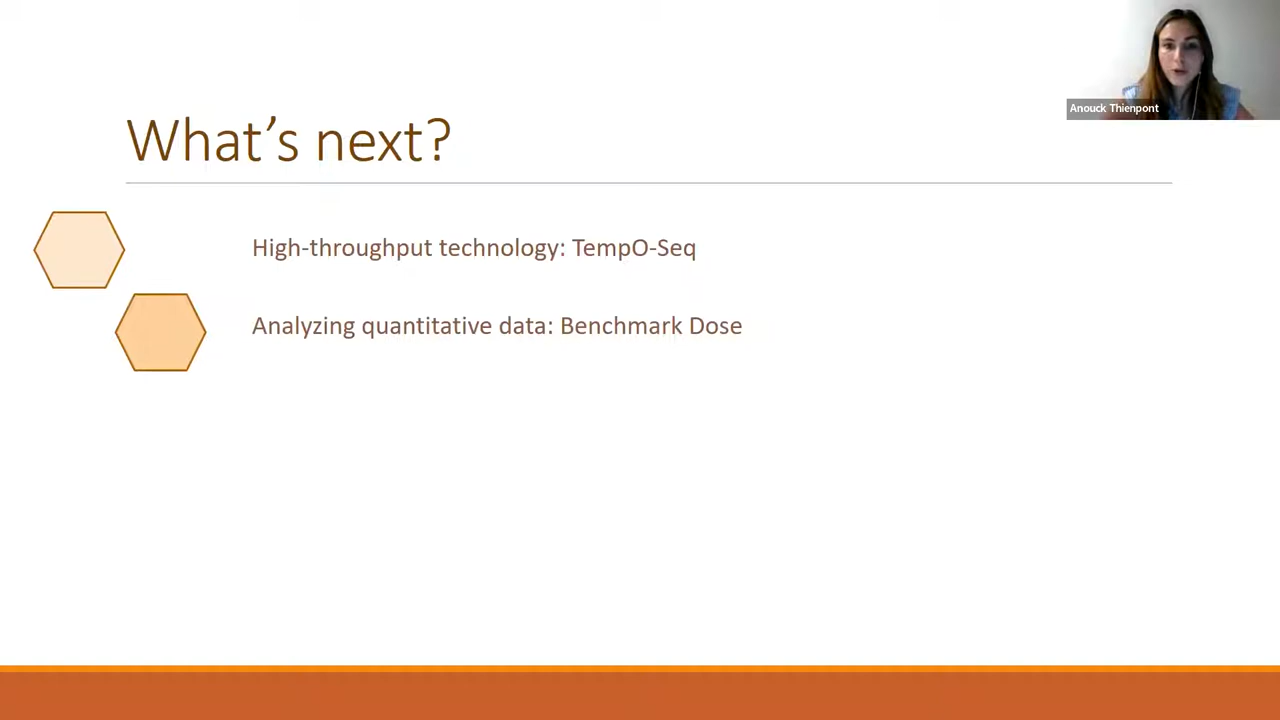 Anouck Thienpont
What's next?
High-throughput technology: TempO-Seq
Analyzing quantitative data: Benchmark Dose